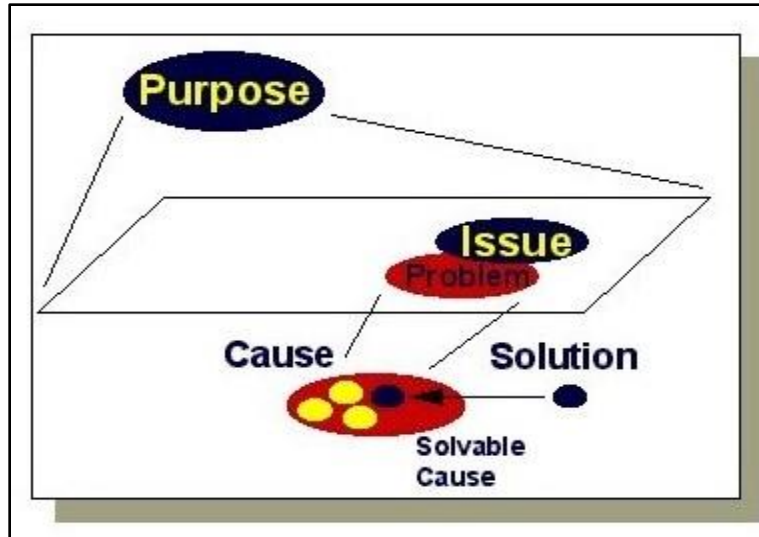 Purpose
Issue
Problem
Cause
Solution
Solvable
Cause